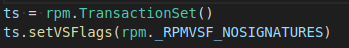 ts = rpm.TransactionSet()
ts.setVSFlags(rpm._RPMVSF_NOSIGNATURES)